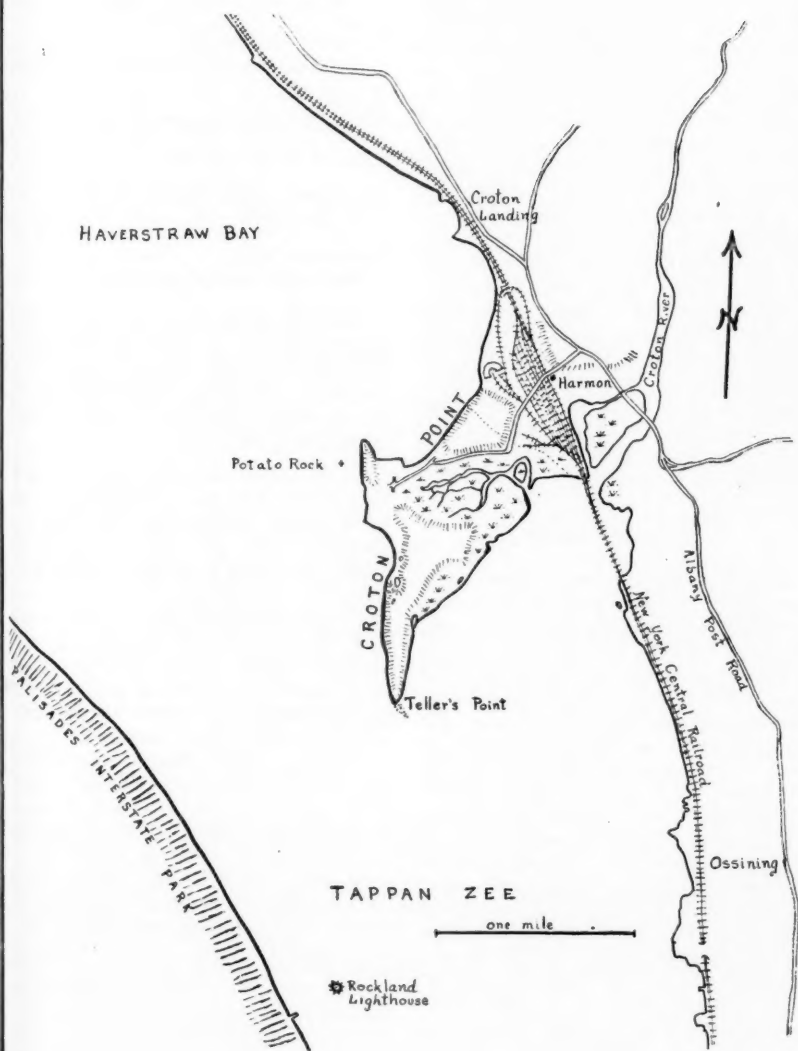 HAVERSTRAW BAY
Croton
Landing
N
Croton River
Harmon
POINT
Potato Rock
CROTON
Albany Post Road
New York Central Railroad
Teller's Point
PALISADES INTERSTATE PARK
Ossining
TAPPAN ZEE
one mile
Rockland
Lighthouse